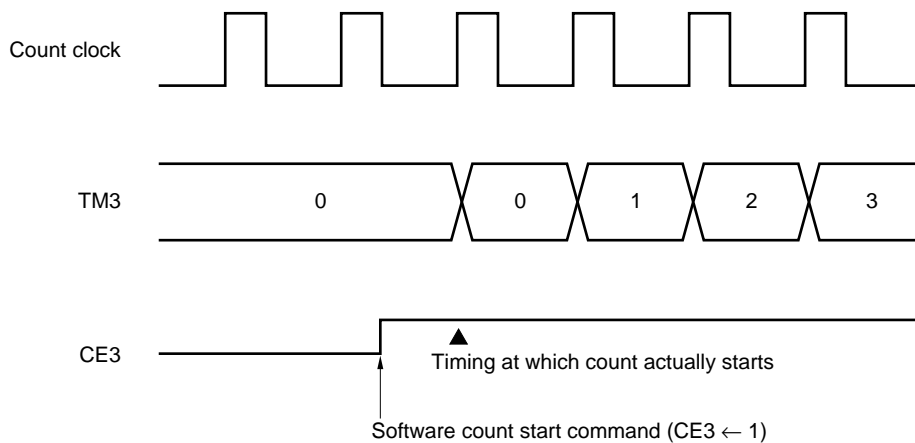 Count clock
TM3
0
0
1
2
3
CE3
Timing at which count actually starts
Software count start command (CE3 ← 1)